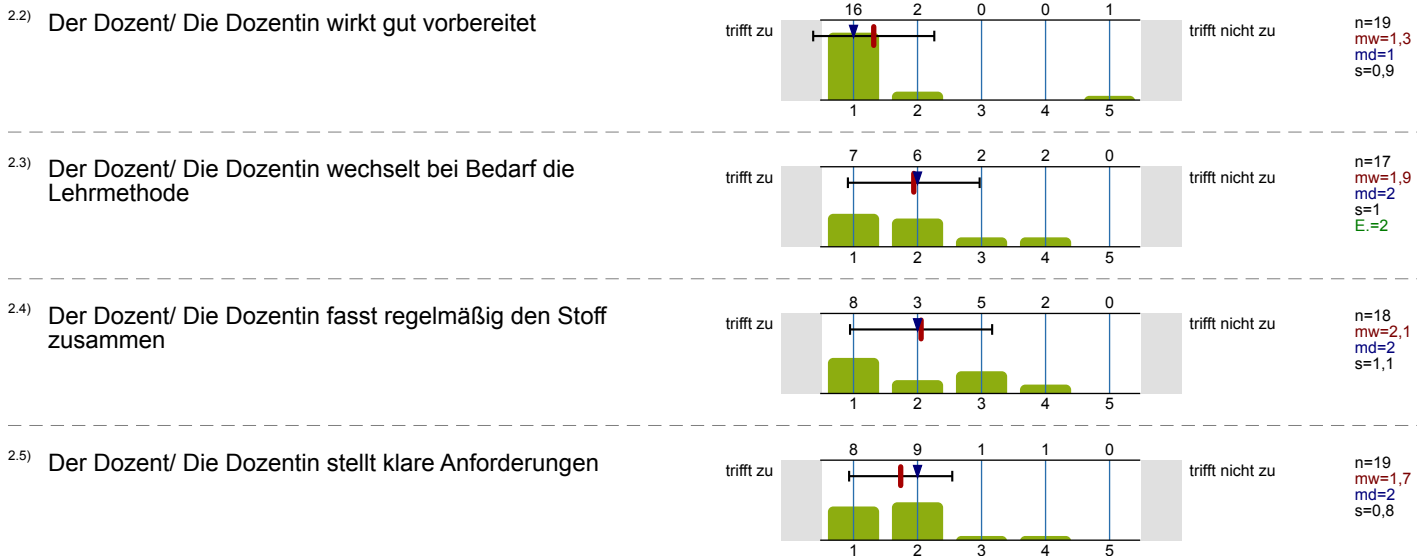 2.2) Der Dozent/ Die Dozentin wirkt gut vorbereitet
trifft zu
16 2 0 0 1
1 2 3 4 5
trifft nicht zu
n=19
mw=1,3
md=1
s=0,9
2.3) Der Dozent/ Die Dozentin wechselt bei Bedarf die
Lehrmethode
trifft zu
7 6 2 2 0
1 2 3 4 5
trifft nicht zu
n=17
mw=1,9
md=2
s=1
E.=2
2.4) Der Dozent/ Die Dozentin fasst regelmäßig den Stoff
zusammen
trifft zu
8 3 5 2 0
1 2 3 4 5
trifft nicht zu
n=18
mw=2,1
md=2
s=1,1
2.5) Der Dozent/ Die Dozentin stellt klare Anforderungen
trifft zu
8 9 1 1 0
1 2 3 4 5
trifft nicht zu
n=19
mw=1,7
md=2
s=0,8